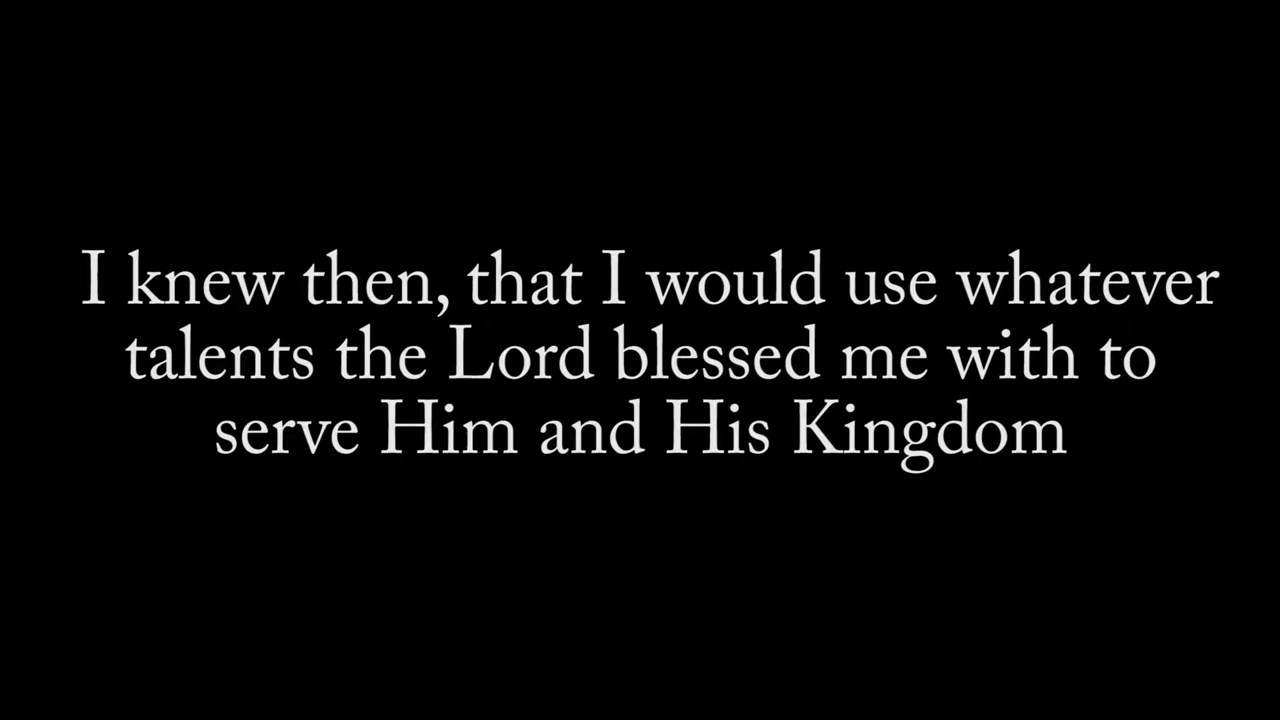 I knew then, that I would use whatever
talents the Lord blessed me with to
serve Him and His Kingdom